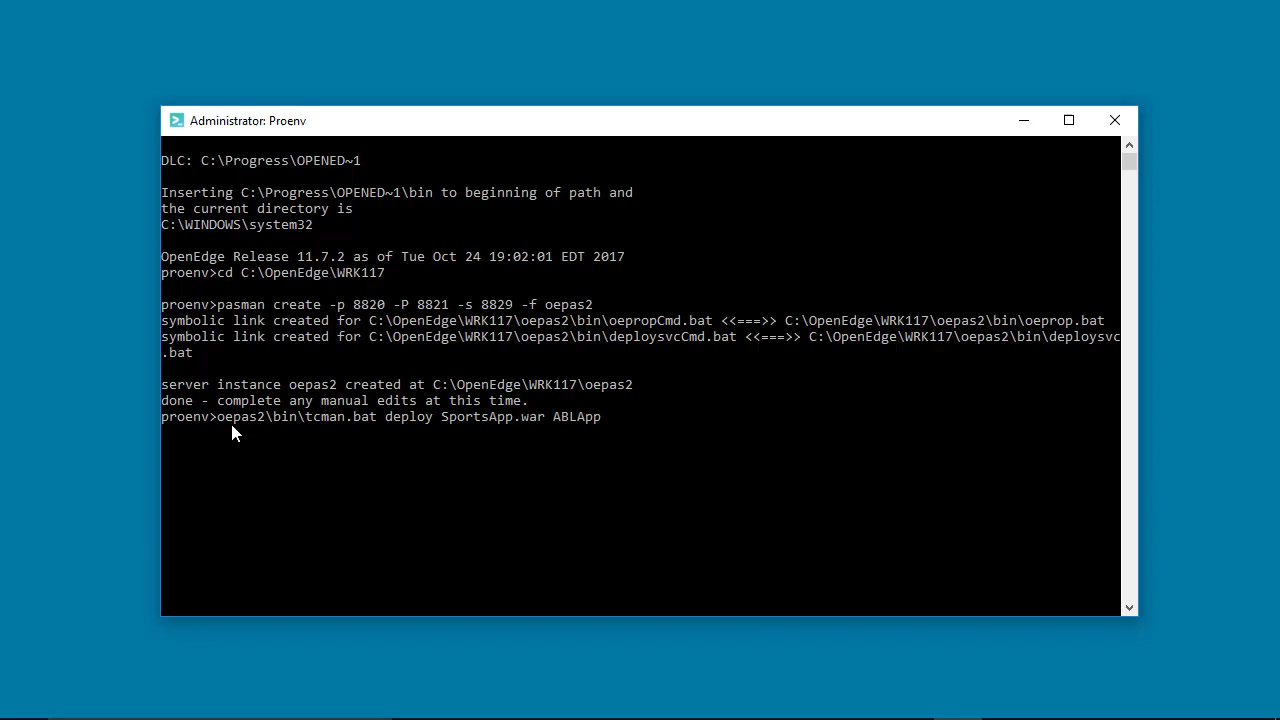 Administrator: Proenv
DLC: C:\Progress\OPENED~1
Inserting C:\Progress\OPENED~1\bin to beginning of path and
the current directory is
C:\WINDOWS\system32
OpenEdge Release 11.7.2 as of Tue Oct 24 19:02:01 EDT 2017
proenv>cd C:\OpenEdge\WRK117
proenv>pasman create -p 8820 -P 8821 -s 8829 -f oepas2
symbolic link created for C:\OpenEdge\WRK117\oepas2\bin\oepropCmd.bat <<===>> C:\OpenEdge\WRK117\oepas2\bin\oeprop.bat
symbolic link created for C:\OpenEdge\WRK117\oepas2\bin\deploysvcCmd.bat <<===>> C:\OpenEdge\WRK117\oepas2\bin\deploysvc
.bat
server instance oepas2 created at C:\OpenEdge\WRK117\oepas2
done - complete any manual edits at this time.
proenv>oepas2\bin\tcman.bat deploy SportsApp.war ABLApp